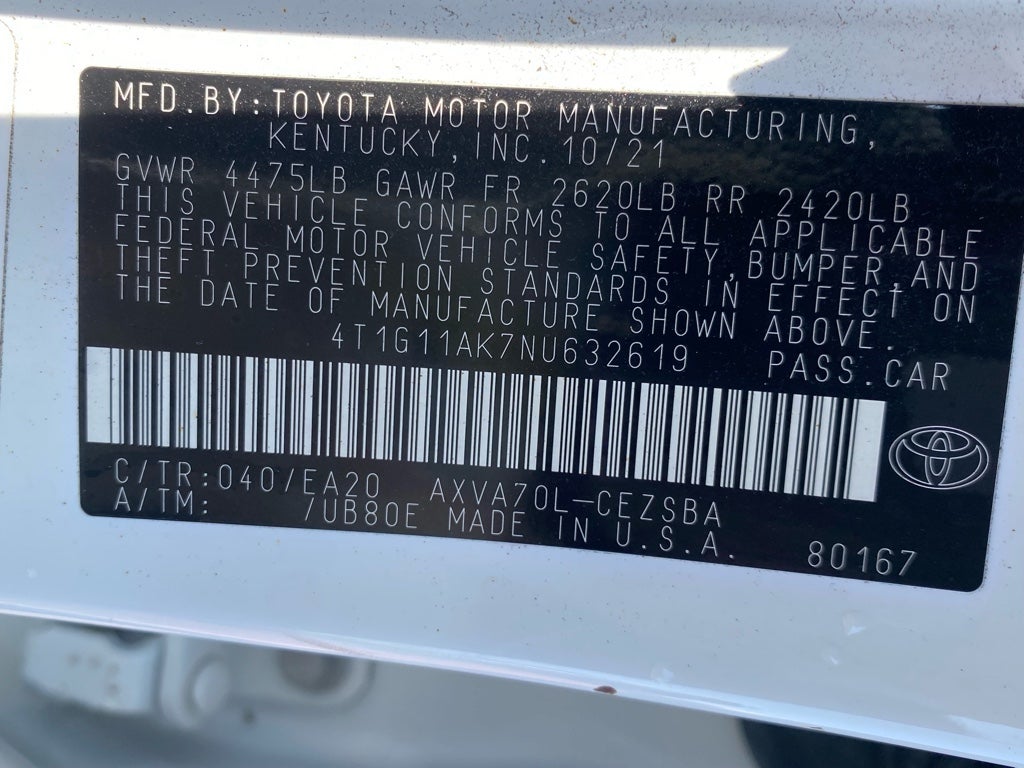 MFD.BY:TOYOTA MOTOR MANUFACTURING,
KENTUCKY,INC. 10/21
GVWR 4475LB GAWR FR 2620LB RR 2420LB
THIS VEHICLE CONFORMS TO ALL APPLICABLE
FEDERAL MOTOR VEHICLE SAFETY,BUMPER,AND
THEFT PREVENTION STANDARDS IN EFFECT ON
THE DATE OF MANUFACTURE SHOWN ABOVE.
4T1G11AK7NU632619 PASS.CAR
C/TR:040/EA20 AXVA70L-CEZSBA
A/TM: /UB80E MADE IN U.S.A. 80167